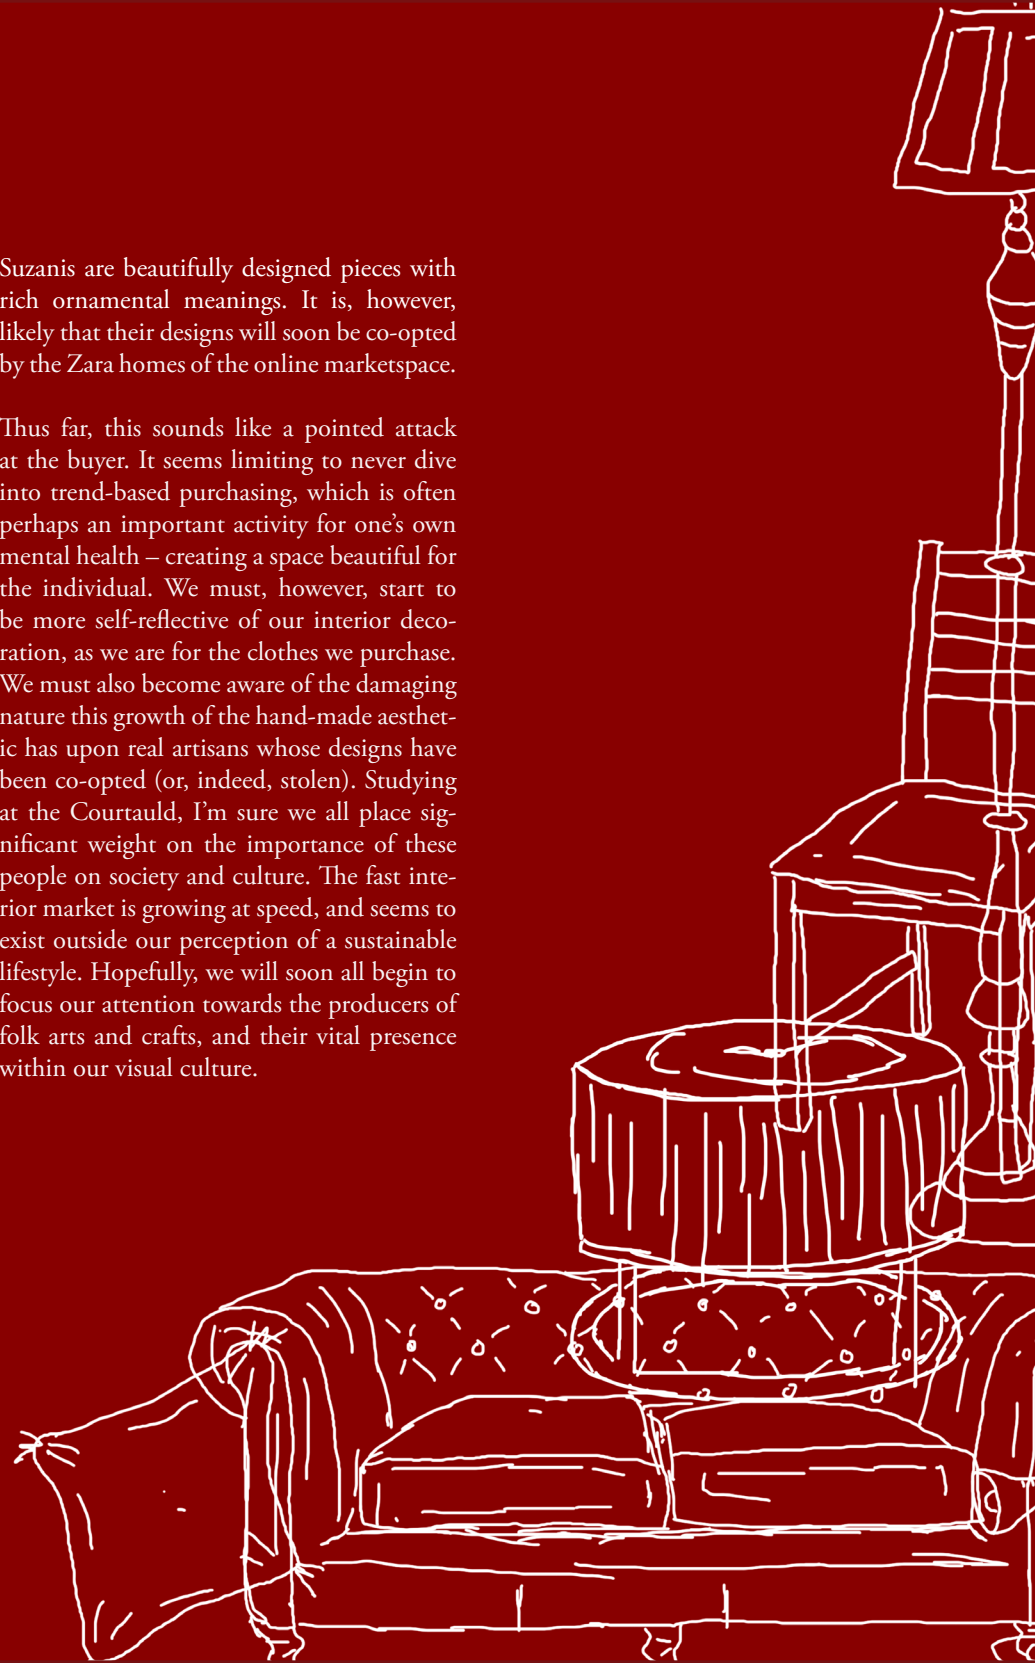 Suzanis are beautifully designed pieces with
rich ornamental meanings. It is, however,
likely that their designs will soon be co-opted
by the Zara homes of the online marketspace.
Thus far, this sounds like a pointed attack
at the buyer. It seems limiting to never dive
into trend-based purchasing, which is often
perhaps an important activity for one’s own
mental health – creating a space beautiful for
the individual. We must, however, start to
be more self-reflective of our interior deco-
ration, as we are for the clothes we purchase.
We must also become aware of the damaging
nature this growth of the hand-made aesthet-
ic has upon real artisans whose designs have
been co-opted (or, indeed, stolen). Studying
at the Courtauld, I’m sure we all place sig-
nificant weight on the importance of these
people on society and culture. The fast inte-
rior market is growing at speed, and seems to
exist outside our perception of a sustainable
lifestyle. Hopefully, we will soon all begin to
focus our attention towards the producers of
folk arts and crafts, and their vital presence
within our visual culture.